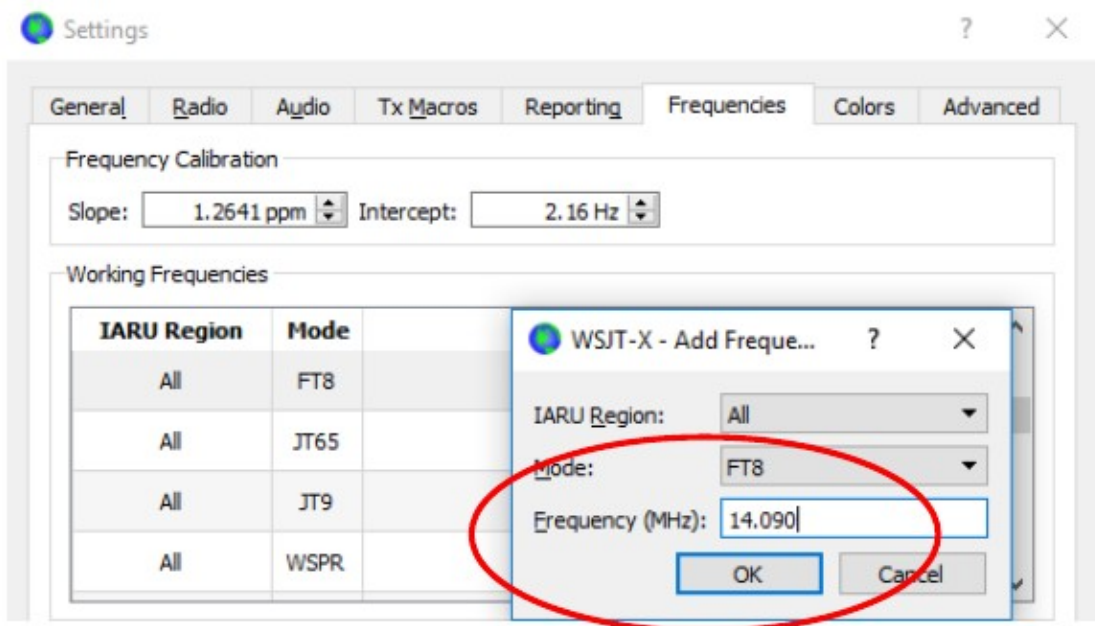 Settings
General Radio Audio Tx Macros Reporting Frequencies Colors Advanced
Frequency Calibration
Slope: 1.2641 ppm Intercept: 2.16 Hz
Working Frequencies
IARU Region Mode
All FT8
All JT65
All JT9
All WSPR
WSJT-X - Add Freque... ? ×
IARU Region: All
Mode: FT8
Frequency (MHz): 14.090
OK Cancel